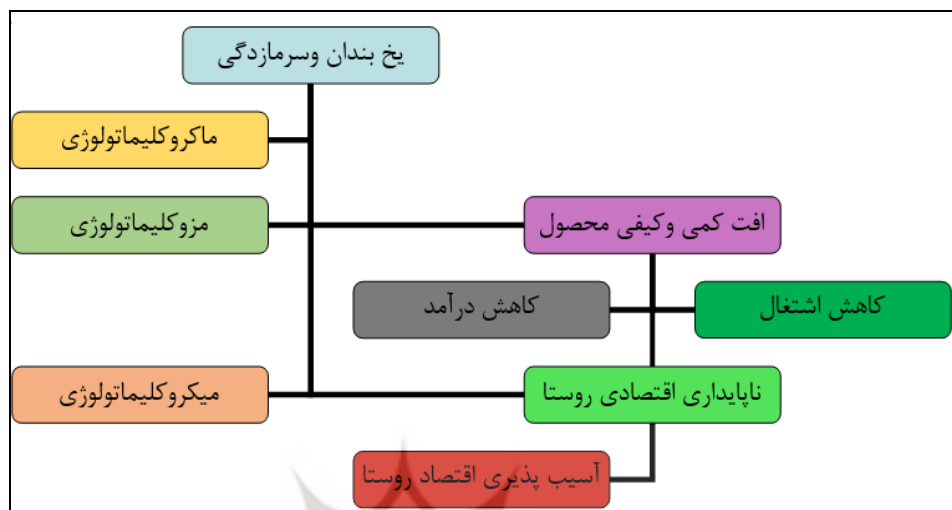 یخ بندان وسرمازدگی
ماکروکلیماتولوژی
افت کمی وکیفی محصول
مزوکلیماتولوژی
کاهش اشتغال
کاهش درآمد
ناپایداری اقتصادی روستا
میکروکلیماتولوژی
آسیب پذیری اقتصاد روستا